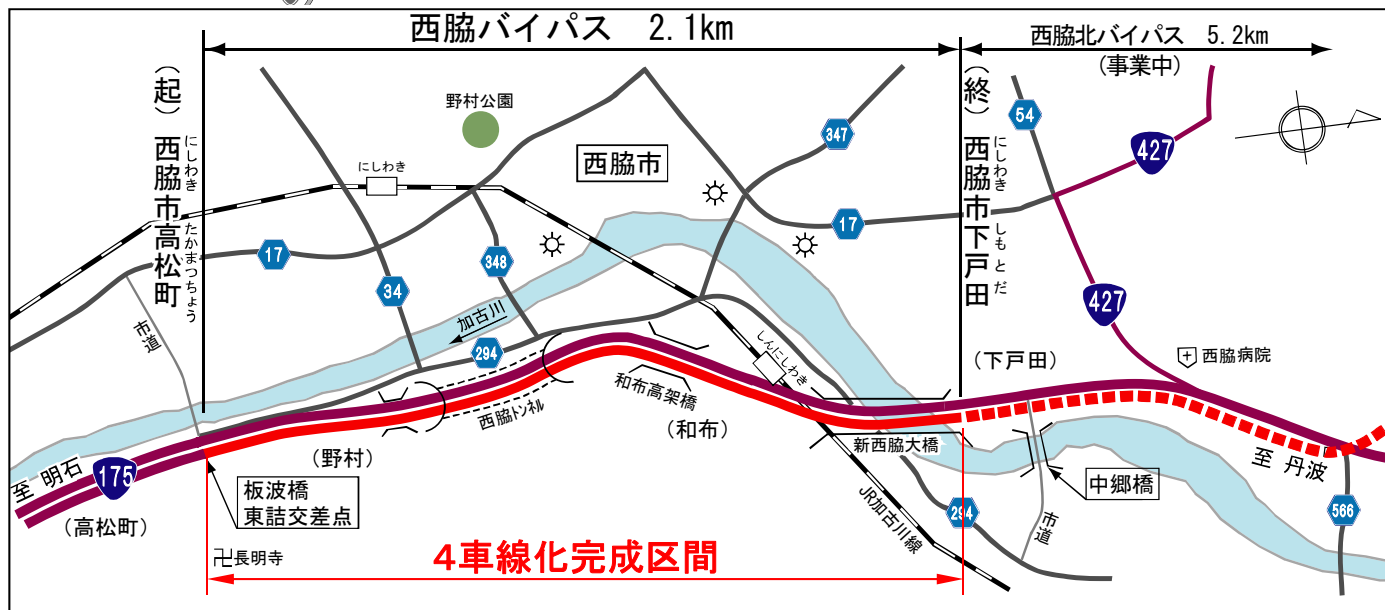 西脇バイパス 2.1km
西脇北バイパス 5.2km
(事業中)
(起)西脇市高松町
にしわき
たかまつちょう
(終)西脇市下戸田
にしわき
しもとだ
野村公園
にしわき
西脇市
347
54
427
17
348
34
17
427
市道
加古川
294
しんにしわき
(下戸田)
西脇病院
西脇トンネル
和布高架橋
(和布)
新西脇大橋
至 明石
175
(高松町)
(野村)
板波橋
東詰交差点
中郷橋
至 丹波
294
市道
566
JR加古川線
卍長明寺
4車線化完成区間